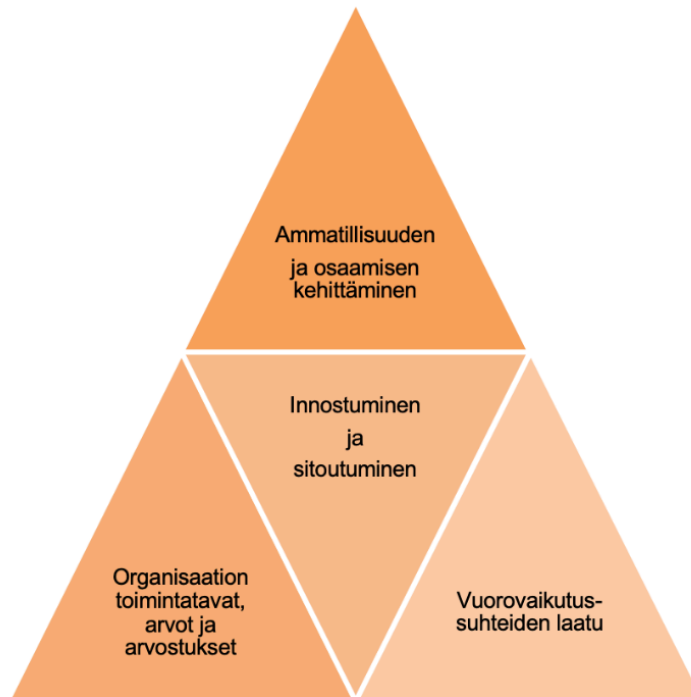 Ammatillisuuden
ja osaamisen
kehittäminen
Innostuminen
ja
sitoutuminen
Organisaation
toimintatavat,
arvot ja
arvostukset
Vuorovaikutus-
suhteiden laatu